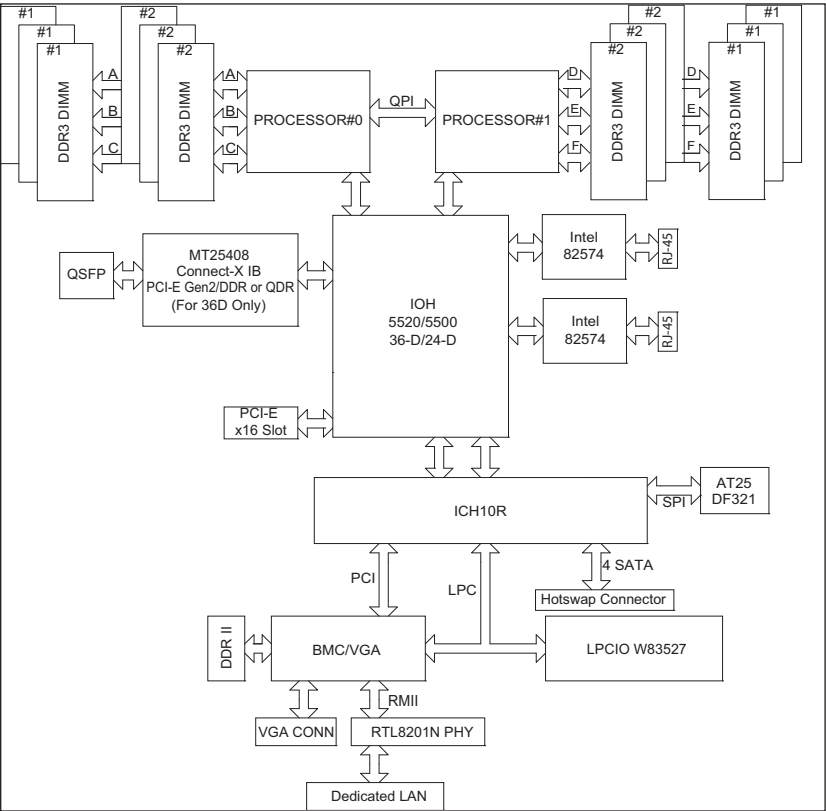 #1
#1
#1
DDR3 DIMM
A
B
C
#2
#2
#2
DDR3 DIMM
A
B
C
PROCESSOR#0
QPI
PROCESSOR#1
D
E
F
#2
#2
#2
DDR3 DIMM
D
E
F
#1
#1
#1
DDR3 DIMM
QSFP
MT25408
Connect-X IB
PCI-E Gen2/DDR or QDR
(For 36D Only)
IOH
5520/5500
36-D/24-D
Intel
82574
RJ-45
Intel
82574
RJ-45
PCI-E
x16 Slot
ICH10R
SPI
AT25
DF321
PCI
LPC
4 SATA
Hotswap Connector
DDR II
BMC/VGA
LPCIO W83527
RMII
VGA CONN
RTL8201N PHY
Dedicated LAN